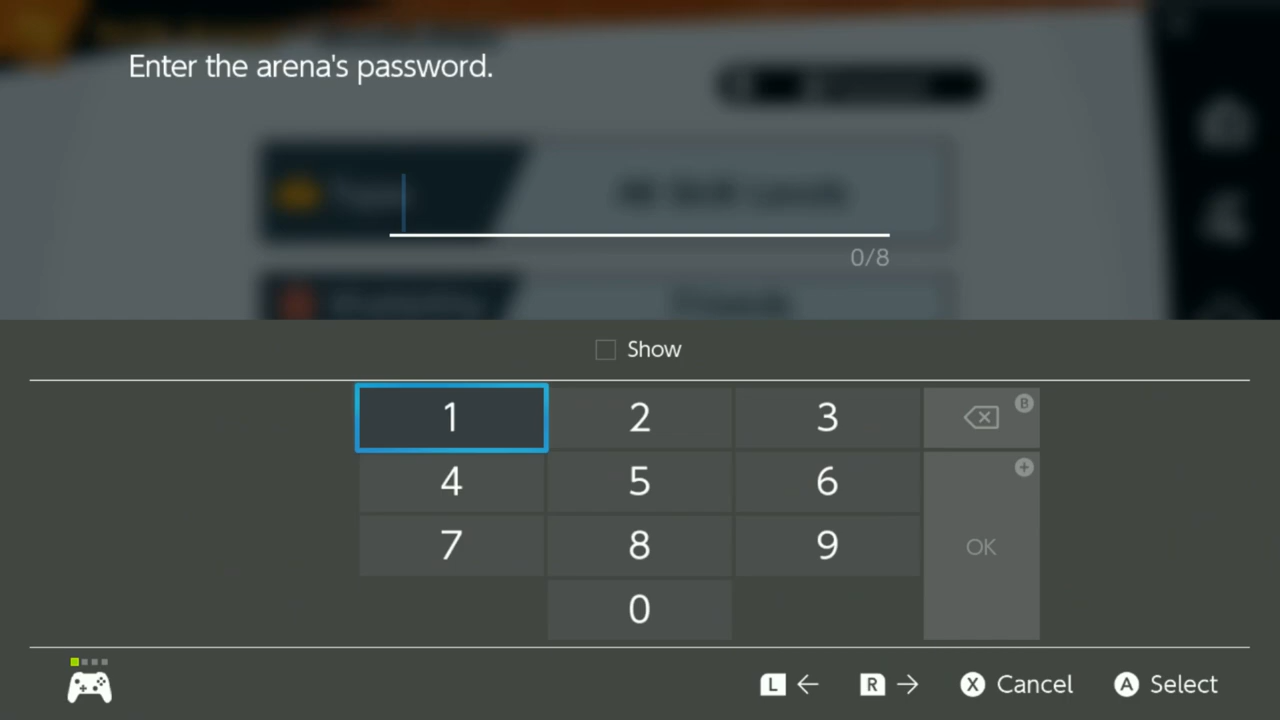 Enter the arena's password.
0/8
Show
1 2 3 B
4 5 6 +
7 8 9 OK
0
L ← R → X Cancel A Select